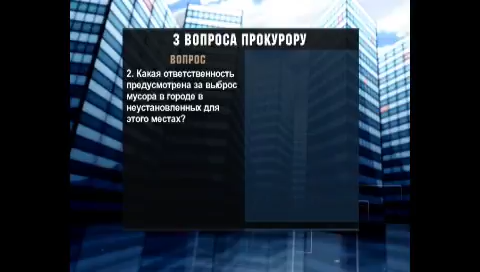 3 ВОПРОСА ПРОКУРОРУ
ВОПРОС
2. Какая ответственность
предусмотрена за выброс
мусора в городе в
неустановленных для
этого местах?